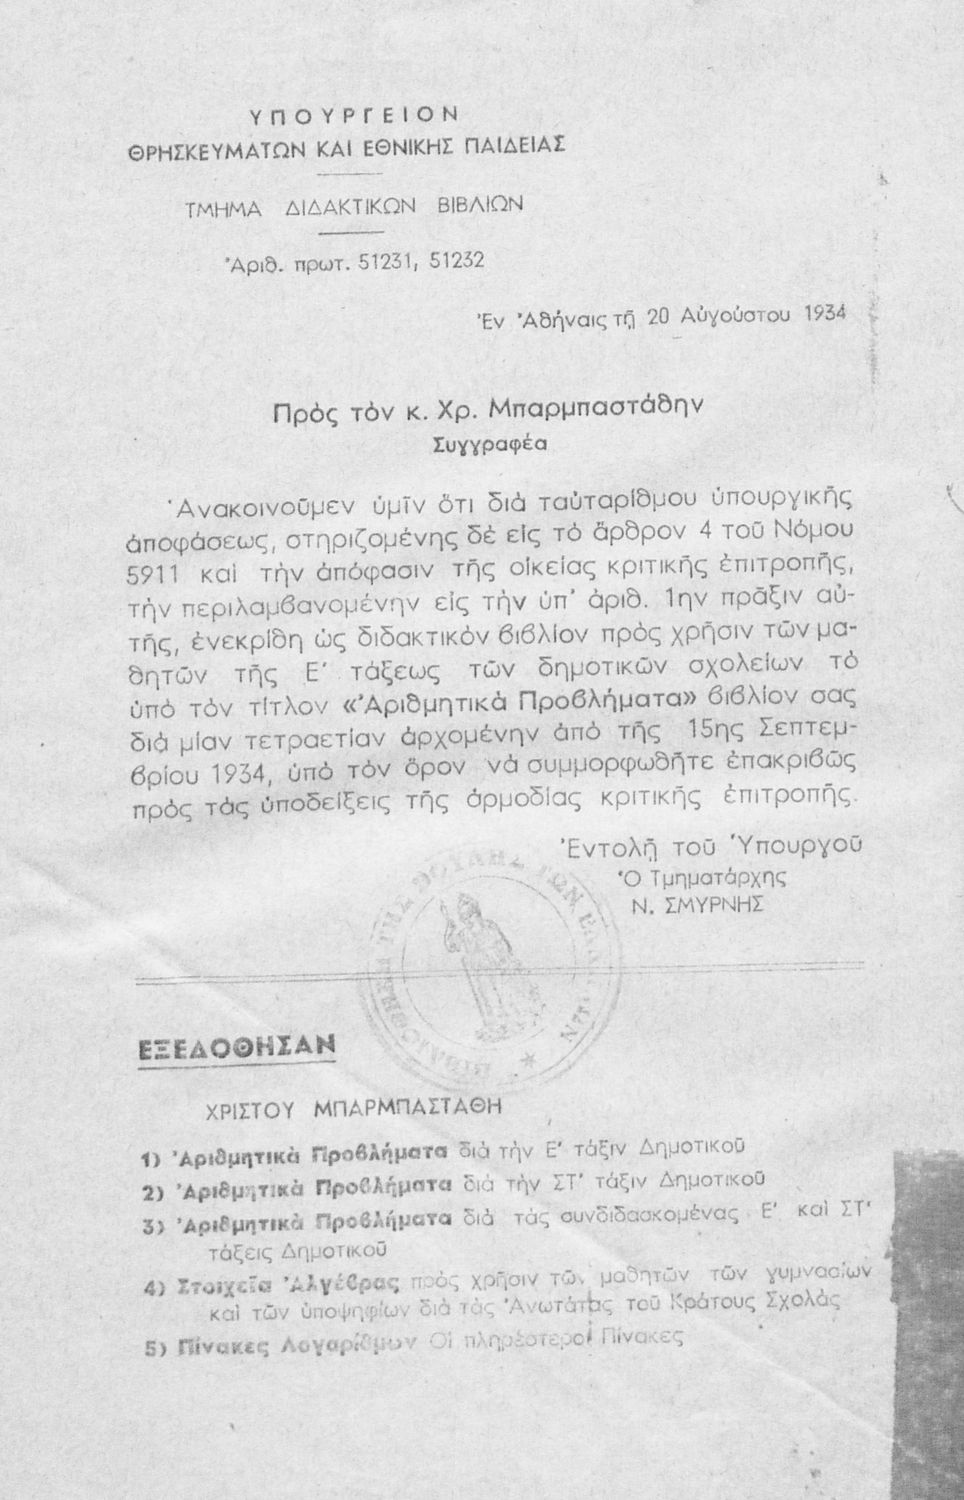 ΥΠΟΥΡΓΕΙΟΝ
ΘΡΗΣΚΕΥΜΑΤΩΝ ΚΑΙ ΕΘΝΙΚΗΣ ΠΑΙΔΕΙΑΣ
ΤΜΗΜΑ ΔΙΔΑΚΤΙΚΩΝ ΒΙΒΛΙΩΝ
Ἀριθ. πρωτ. 51231, 51232
Ἐν Ἀθήναις τῇ 20 Αὐγούστου 1934
Πρὸς τὸν κ. Χρ. Μπαρμπαστάθην
Συγγραφέα
Ἀνακοινοῦμεν ὑμῖν ὅτι διὰ ταὐταρίθμου ὑπουργικῆς
ἀποφάσεως, στηριζομένης δὲ εἰς τὸ ἄρθρον 4 τοῦ Νόμου
5911 καὶ τὴν ἀπόφασιν τῆς οἰκείας κριτικῆς ἐπιτροπῆς,
τὴν περιλαμβανομένην εἰς τὴν ὑπ' ἀριθ. 1ην πρᾶξιν αὐ-
τῆς, ἐνεκρίθη ὡς διδακτικὸν βιβλίον πρὸς χρῆσιν τῶν μα-
θητῶν τῆς Ε' τάξεως τῶν δημοτικῶν σχολείων τὸ
ὑπὸ τὸν τίτλον «Ἀριθμητικὰ Προβλήματα» βιβλίον σας
διὰ μίαν τετραετίαν ἀρχομένην ἀπὸ τῆς 15ης Σεπτεμ-
βρίου 1934, ὑπὸ τὸν ὅρον νὰ συμμορφωθῆτε ἐπακριβῶς
πρὸς τὰς ὑποδείξεις τῆς ἁρμοδίας κριτικῆς ἐπιτροπῆς.
Ἐντολῇ τοῦ Ὑπουργοῦ
Ὁ Τμηματάρχης
Ν. ΣΜΥΡΝΗΣ
ΕΞΕΔΟΘΗΣΑΝ
ΧΡΙΣΤΟΥ ΜΠΑΡΜΠΑΣΤΑΘΗ
1) Ἀριθμητικὰ Προβλήματα διὰ τὴν Ε' τάξιν Δημοτικοῦ
2) Ἀριθμητικὰ Προβλήματα διὰ τὴν ΣΤ' τάξιν Δημοτικοῦ
3) Ἀριθμητικὰ Προβλήματα διὰ τὰς συνδιδασκομένας Ε' καὶ ΣΤ'
τάξεις Δημοτικοῦ
4) Στοιχεῖα Ἀλγέβρας πρὸς χρῆσιν τῶν μαθητῶν τῶν γυμνασίων
καὶ τῶν ὑποψηφίων διὰ τὰς Ἀνωτάτας τοῦ Κράτους Σχολάς
5) Πίνακες Λογαρίθμων Οἱ πληρέστεροι Πίνακες